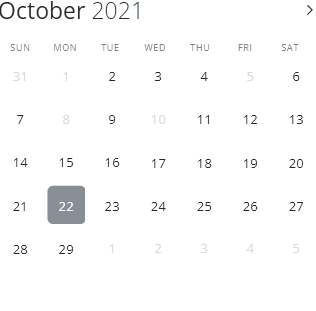 October 2021
SUN MON TUE WED THU FRI SAT
31 1 2 3 4 5 6
7 8 9 10 11 12 13
14 15 16 17 18 19 20
21 22 23 24 25 26 27
28 29 1 2 3 4 5